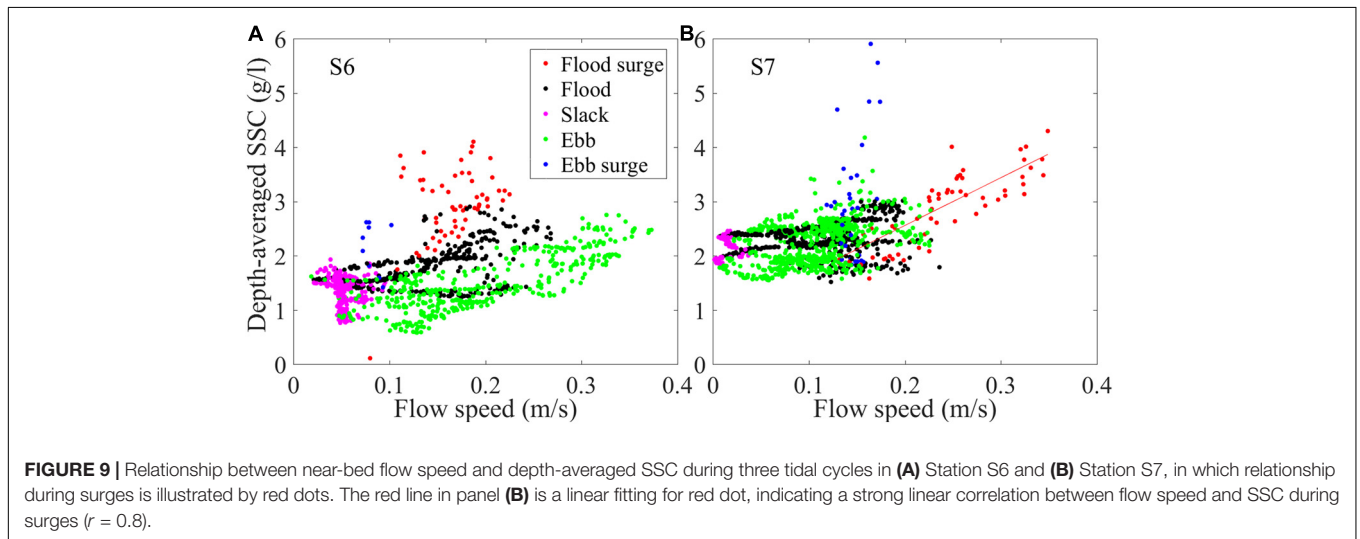 A
S6
Flood surge
Flood
Slack
Ebb
Ebb surge
Depth-averaged SSC (g/l)
6
5
4
3
2
1
0
0
0.1
0.2
0.3
0.4
Flow speed (m/s)
B
S7
6
5
4
3
2
1
0
0
0.1
0.2
0.3
0.4
Flow speed (m/s)
FIGURE 9 | Relationship between near-bed flow speed and depth-averaged SSC during three tidal cycles in (A) Station S6 and (B) Station S7, in which relationship
during surges is illustrated by red dots. The red line in panel (B) is a linear fitting for red dot, indicating a strong linear correlation between flow speed and SSC during
surges (r = 0.8).